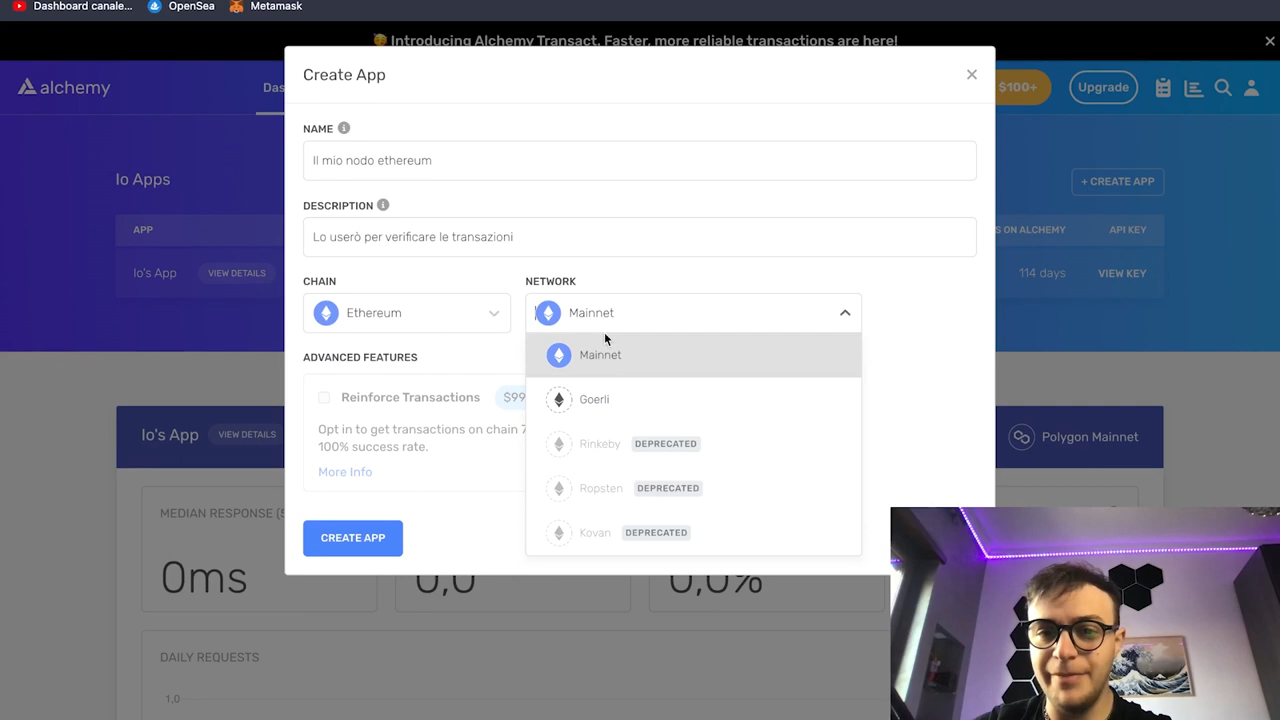 Dashboard canale...
OpenSea
Metamask
🥳 Introducing Alchemy Transact. Faster, more reliable transactions are here!
alchemy
Das
$100+
Upgrade
Create App
NAME
Il mio nodo ethereum
DESCRIPTION
Lo userò per verificare le transazioni
CHAIN
NETWORK
Ethereum
Mainnet
Mainnet
Goerli
Rinkeby DEPRECATED
Ropsten DEPRECATED
Kovan DEPRECATED
ADVANCED FEATURES
Reinforce Transactions
$99
Opt in to get transactions on chain 7
100% success rate.
More Info
CREATE APP
Io Apps
+ CREATE APP
APP
S ON ALCHEMY
API KEY
Io's App
VIEW DETAILS
114 days
VIEW KEY
Io's App
VIEW DETAILS
Polygon Mainnet
MEDIAN RESPONSE (5
0ms
0,0
0,0%
DAILY REQUESTS
1,0